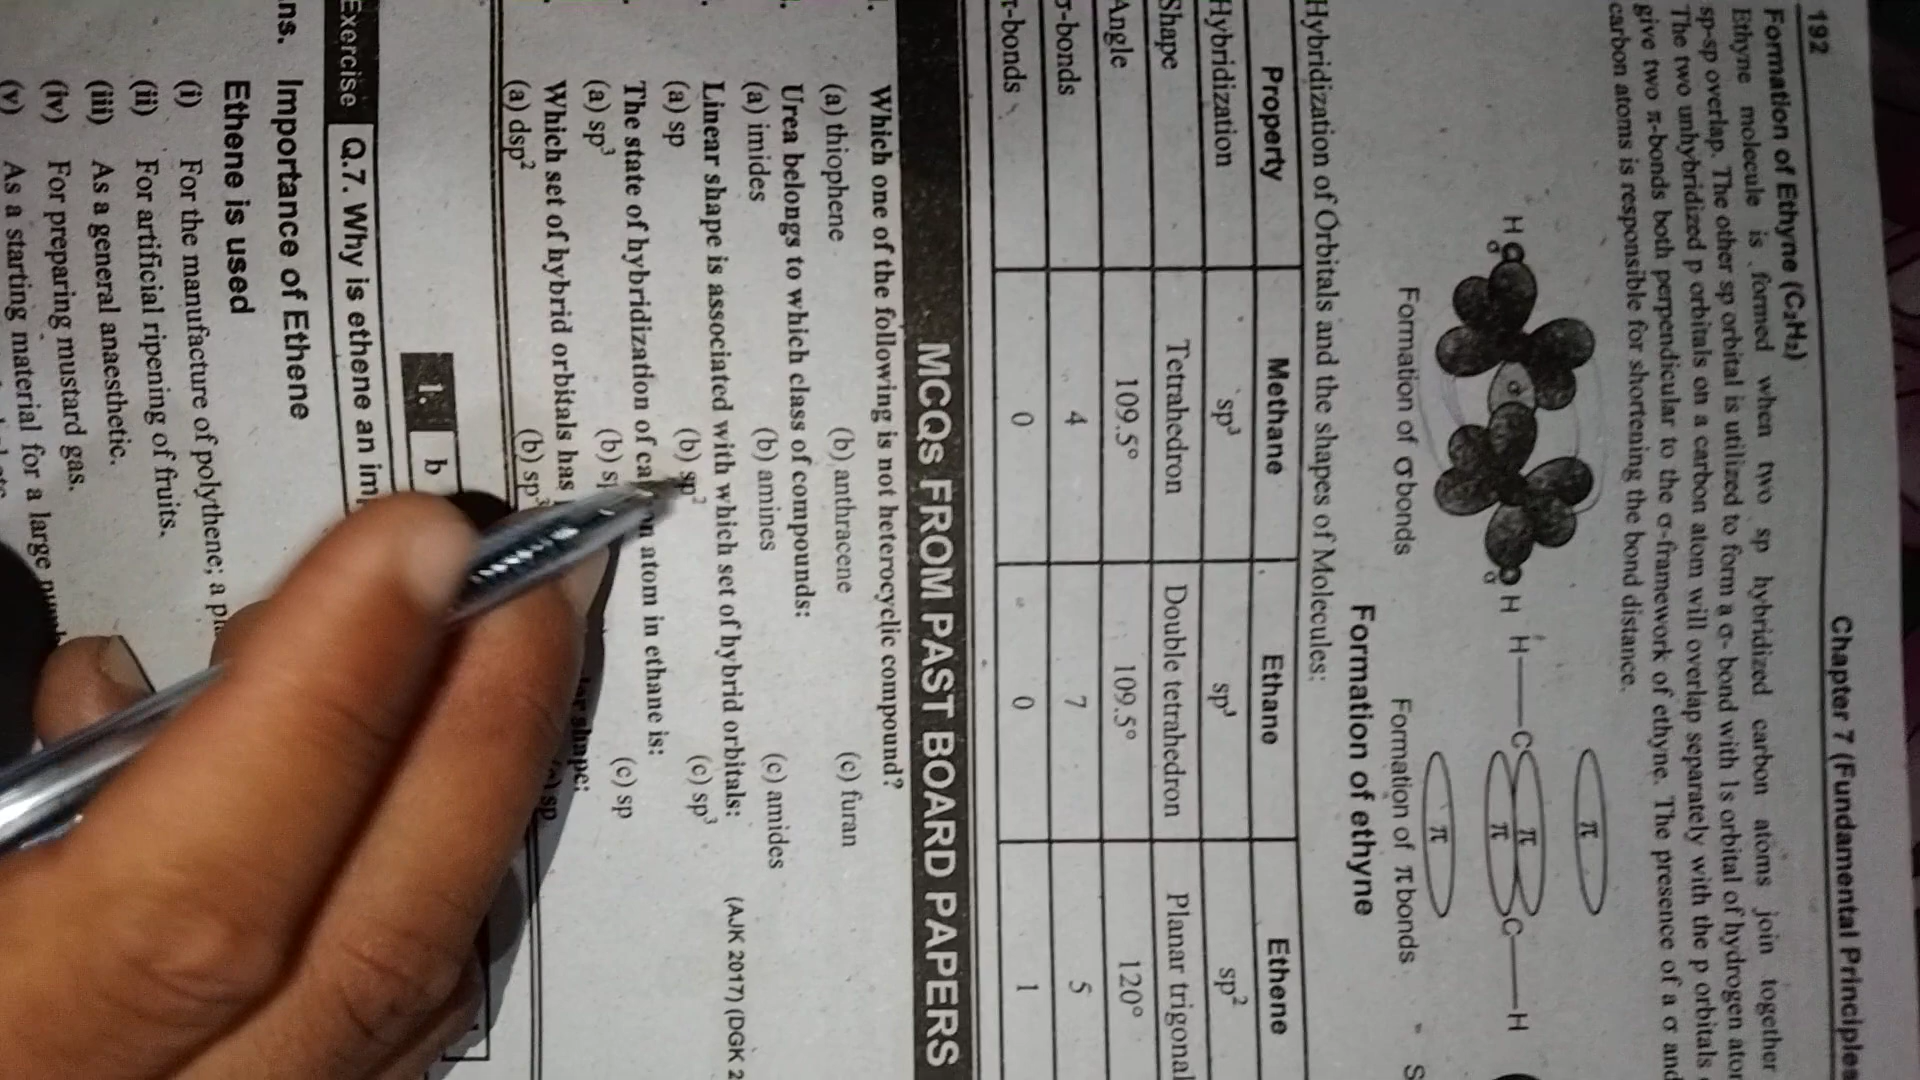 192
Chapter 7 (Fundamental Principles
Formation of Ethyne (C₂H₂)
Ethyne molecule is formed when two sp hybridized carbon atoms join together
sp-sp overlap. The other sp orbital is utilized to form a σ- bond with 1s orbital of hydrogen
The two unhybridized p orbitals on a carbon atom will overlap separately with the p orbitals
give two π-bonds both perpendicular to the σ-framework of ethyne. The presence of a σ and
carbon atoms is responsible for shortening the bond distance.
π
H σ σ σ H H C π π C H
π
Formation of σ bonds
Formation of π bonds
Formation of ethyne
Hybridization of Orbitals and the shapes of Molecules:
Property Methane Ethane Ethene
Hybridization sp³ sp³ sp²
Shape Tetrahedron Double tetrahedron Planar trigonal
Angle 109.5° 109.5° 120°
σ-bonds 4 7 5
π-bonds 0 0 1
MCQS FROM PAST BOARD PAPERS
Which one of the following is not heterocyclic compound?
(a) thiophene (b) anthracene (c) furan
Urea belongs to which class of compounds:
(a) imides (b) amines (c) amides
Linear shape is associated with which set of hybrid orbitals: (AJK 2017) (DGK 2
(a) sp (b) sp² (c) sp³
The state of hybridization of atom in ethane is:
(a) sp³ (b) (c) sp
Which set of hybrid orbitals has shape:
(a) dsp² (b) sp³ sp
1. b
Exercise Q.7. Why is ethene an
ns. Importance of Ethene
Ethene is used
(i) For the manufacture of polythene; a
(ii) For artificial ripening of fruits.
(iii) As a general anaesthetic.
(iv) For preparing mustard gas.
(v) As a starting material for a large